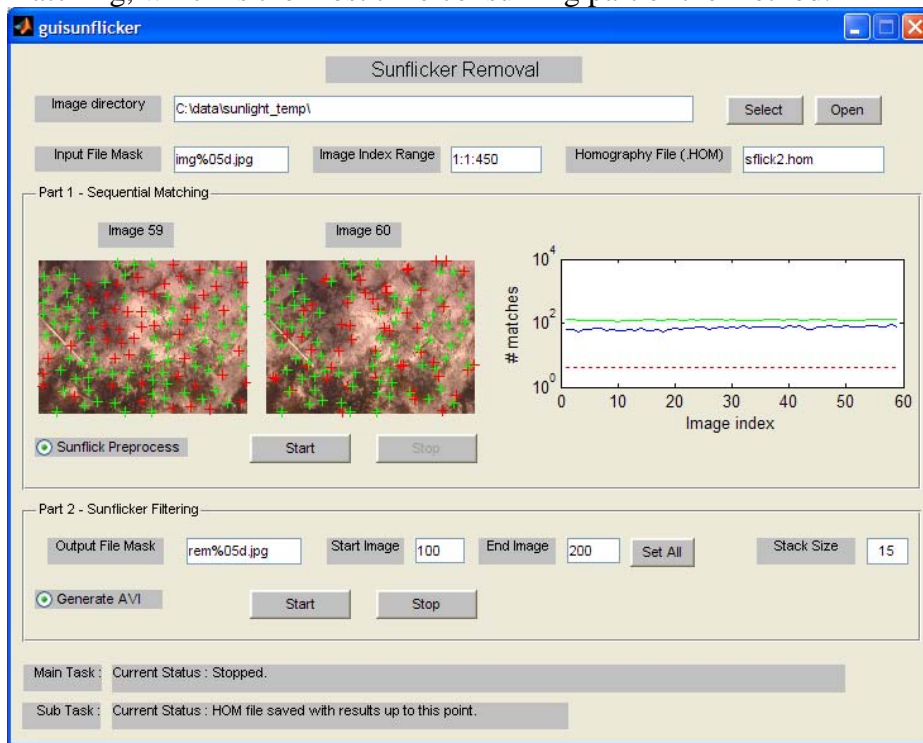 guisunflicker
Sunflicker Removal
Image directory C:\data\sunlight_temp\ Select Open
Input File Mask img%05d.jpg Image Index Range 1:1:450 Homography File (.HOM) sflick2.hom
Part 1 - Sequential Matching
Image 59 Image 60
10^4
10^2
10^0
# matches
0 10 20 30 40 50 60
Image index
Sunflick Preprocess Start Stop
Part 2 - Sunflicker Filtering
Output File Mask rem%05d.jpg Start Image 100 End Image 200 Set All Stack Size 15
Generate AVI Start Stop
Main Task : Current Status : Stopped.
Sub Task : Current Status : HOM file saved with results up to this point.